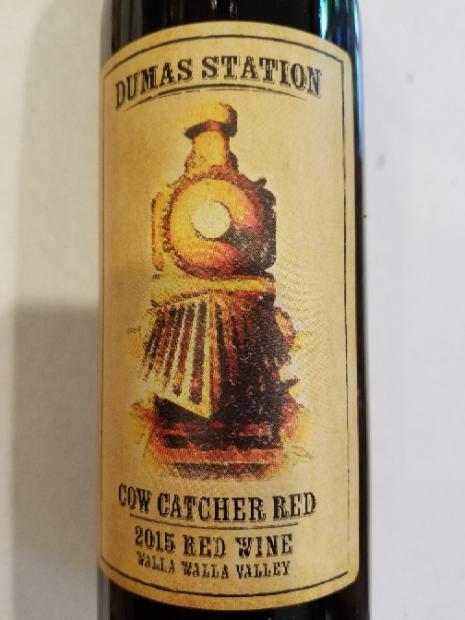 DUMAS STATION
COW CATCHER RED
2015 RED WINE
WALLA WALLA VALLEY